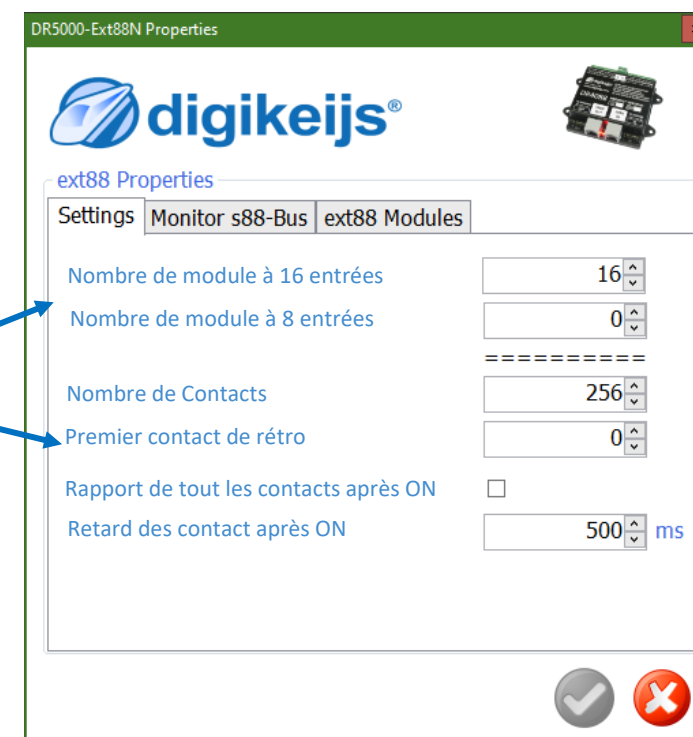 DR5000-Ext88N Properties
digikeijs®
ext88 Properties
Settings Monitor s88-Bus ext88 Modules
Nombre de module à 16 entrées 16
Nombre de module à 8 entrées 0
==========
Nombre de Contacts 256
Premier contact de rétro 0
Rapport de tout les contacts après ON
Retard des contact après ON 500 ms